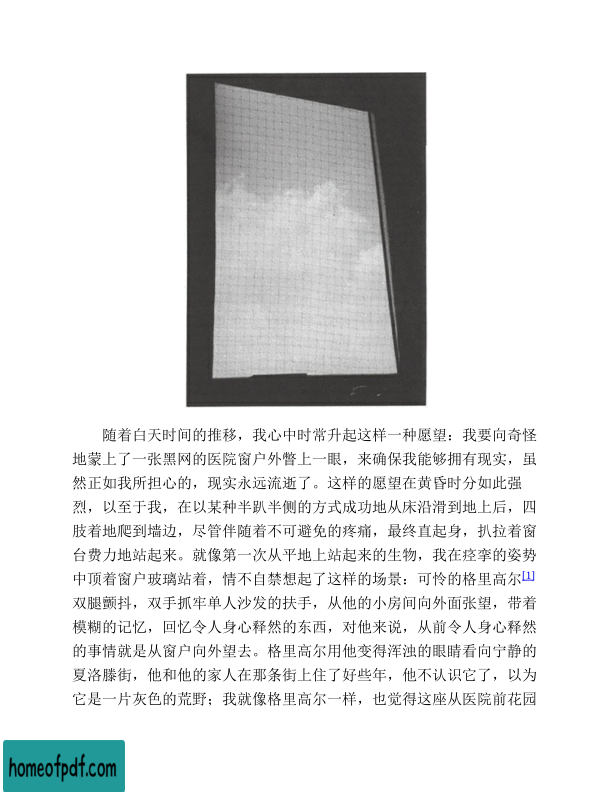 随着白天时间的推移，我心中时常升起这样一种愿望：我要向奇怪
地蒙上了一张黑网的医院窗户外瞥上一眼，来确保我能够拥有现实，虽
然正如我所担心的，现实永远流逝了。这样的愿望在黄昏时分如此强
烈，以至于我，在以某种半趴半侧的方式成功地从床沿滑到地上后，四
肢着地爬到墙边，尽管伴随着不可避免的疼痛，最终直起身，扒拉着窗
台费力地站起来。就像第一次从平地上站起来的生物，我在痉挛的姿势
中顶着窗户玻璃站着，情不自禁想起了这样的场景：可怜的格里高尔[1]
双腿颤抖，双手抓牢单人沙发的扶手，从他的小房间向外面张望，带着
模糊的记忆，回忆令人身心释然的东西，对他来说，从前令人身心释然
的事情就是从窗户向外望去。格里高尔用他变得浑浊的眼睛看向宁静的
夏洛滕街，他和他的家人在那条街上住了好些年，他不认识它了，以为
它是一片灰色的荒野；我就像格里高尔一样，也觉得这座从医院前花园
homeofpdf.com